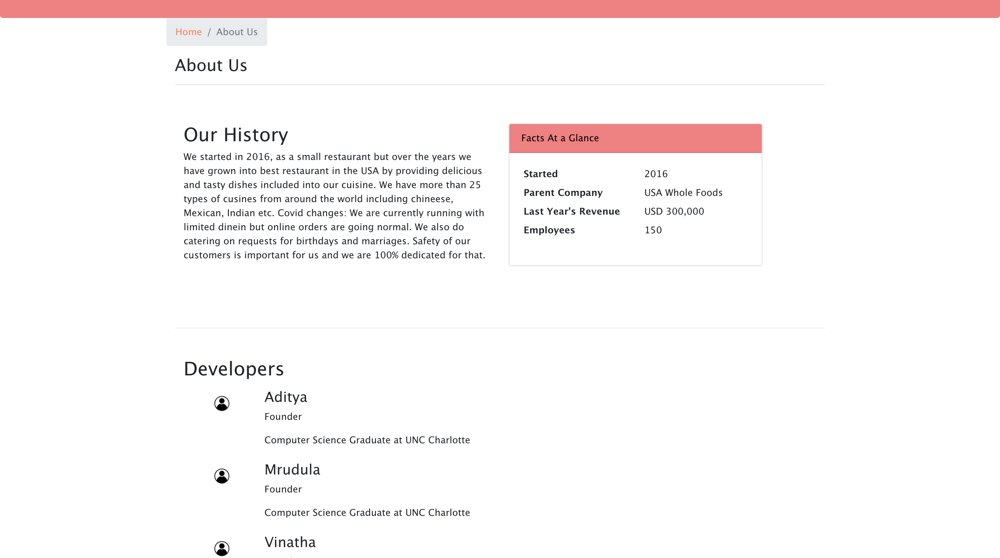 Home / About Us
About Us
Our History
We started in 2016, as a small restaurant but over the years we
have grown into best restaurant in the USA by providing delicious
and tasty dishes included into our cuisine. We have more than 25
types of cusines from around the world including chineese,
Mexican, Indian etc. Covid changes: We are currently running with
limited dinein but online orders are going normal. We also do
catering on requests for birthdays and marriages. Safety of our
customers is important for us and we are 100% dedicated for that.
Facts At a Glance
Started 2016
Parent Company USA Whole Foods
Last Year's Revenue USD 300,000
Employees 150
Developers
Aditya
Founder
Computer Science Graduate at UNC Charlotte
Mrudula
Founder
Computer Science Graduate at UNC Charlotte
Vinatha